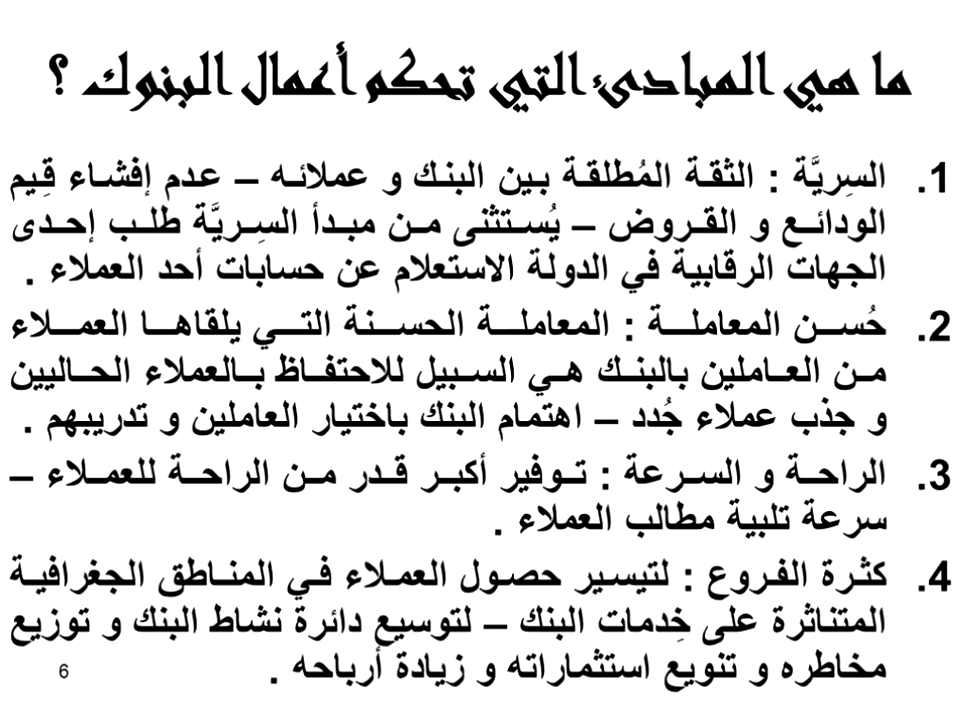 ما هي المبادئ التي تحكم أعمال البنوك ؟
1. السِريَّة : الثقة المُطلقة بين البنك و عملائه – عدم إفشاء قِيم
الودائع و القروض – يُستثنى من مبدأ السِريَّة طلب إحدى
الجهات الرقابية في الدولة الاستعلام عن حسابات أحد العملاء .
2. حُسن المعاملة : المعاملة الحسنة التي يلقاها العملاء
من العاملين بالبنك هي السبيل للاحتفاظ بالعملاء الحاليين
و جذب عملاء جُدد – اهتمام البنك باختيار العاملين و تدريبهم .
3. الراحة و السرعة : توفير أكبر قدر من الراحة للعملاء –
سرعة تلبية مطالب العملاء .
4. كثرة الفروع : لتيسير حصول العملاء في المناطق الجغرافية
المتناثرة على خِدمات البنك – لتوسيع دائرة نشاط البنك و توزيع
مخاطره و تنويع استثماراته و زيادة أرباحه .
6